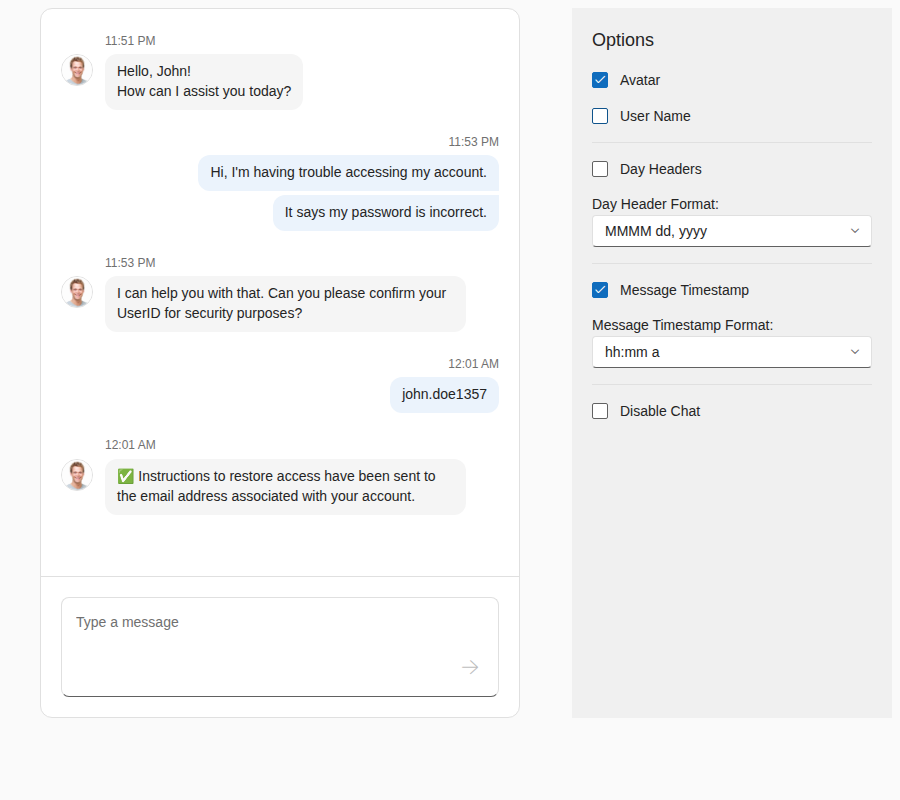 11:51 PM
Hello, John!
How can I assist you today?
11:53 PM
Hi, I'm having trouble accessing my account.
It says my password is incorrect.
11:53 PM
I can help you with that. Can you please confirm your
UserID for security purposes?
12:01 AM
john.doe1357
12:01 AM
✅ Instructions to restore access have been sent to
the email address associated with your account.
Type a message
Options
Avatar
User Name
Day Headers
Day Header Format:
MMMM dd, yyyy
Message Timestamp
Message Timestamp Format:
hh:mm a
Disable Chat